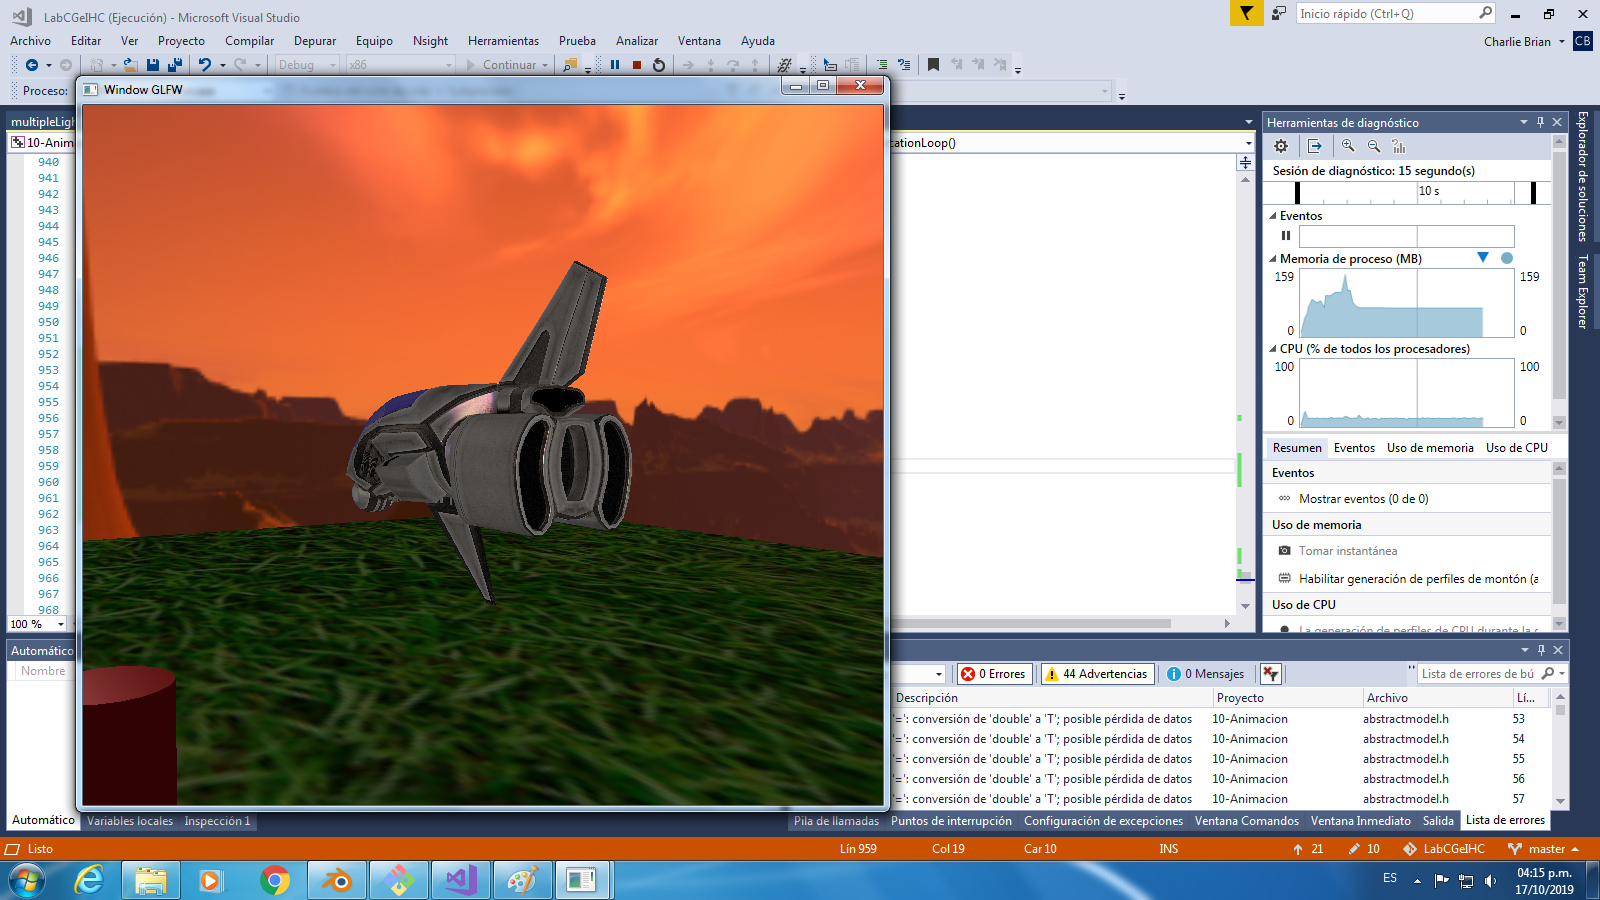 LabCGeIHC (Ejecución) - Microsoft Visual Studio
Inicio rápido (Ctrl+Q)
Archivo Editar Ver Proyecto Compilar Depurar Equipo Nsight Herramientas Prueba Analizar Ventana Ayuda
Charlie Brian CB
Debug x86 Continuar
Proceso:
Window GLFW
multipleLigh
10-Anima
cationLoop()
940
941
942
943
944
945
946
947
948
949
950
951
952
953
954
955
956
957
958
959
960
961
962
963
964
965
966
967
968
100 %
Herramientas de diagnóstico
Sesión de diagnóstico: 15 segundo(s)
10 s
Eventos
Memoria de proceso (MB)
159 159
0 0
CPU (% de todos los procesadores)
100 100
0 0
Resumen Eventos Uso de memoria Uso de CPU
Eventos
Mostrar eventos (0 de 0)
Uso de memoria
Tomar instantánea
Habilitar generación de perfiles de montón (a
Uso de CPU
La generación de perfiles de CPU durante la
Explorador de soluciones
Team Explorer
Automático
Nombre
0 Errores 44 Advertencias 0 Mensajes
Lista de errores de bú
Descripción Proyecto Archivo Lí...
'=': conversión de 'double' a 'T'; posible pérdida de datos 10-Animacion abstractmodel.h 53
'=': conversión de 'double' a 'T'; posible pérdida de datos 10-Animacion abstractmodel.h 54
'=': conversión de 'double' a 'T'; posible pérdida de datos 10-Animacion abstractmodel.h 55
'=': conversión de 'double' a 'T'; posible pérdida de datos 10-Animacion abstractmodel.h 56
'=': conversión de 'double' a 'T'; posible pérdida de datos 10-Animacion abstractmodel.h 57
Automático Variables locales Inspección 1
Pila de llamadas Puntos de interrupción Configuración de excepciones Ventana Comandos Ventana Inmediato Salida Lista de errores
Listo Lín 959 Col 19 Car 10 INS 21 10 LabCGeIHC master
ES 04:15 p.m.
17/10/2019